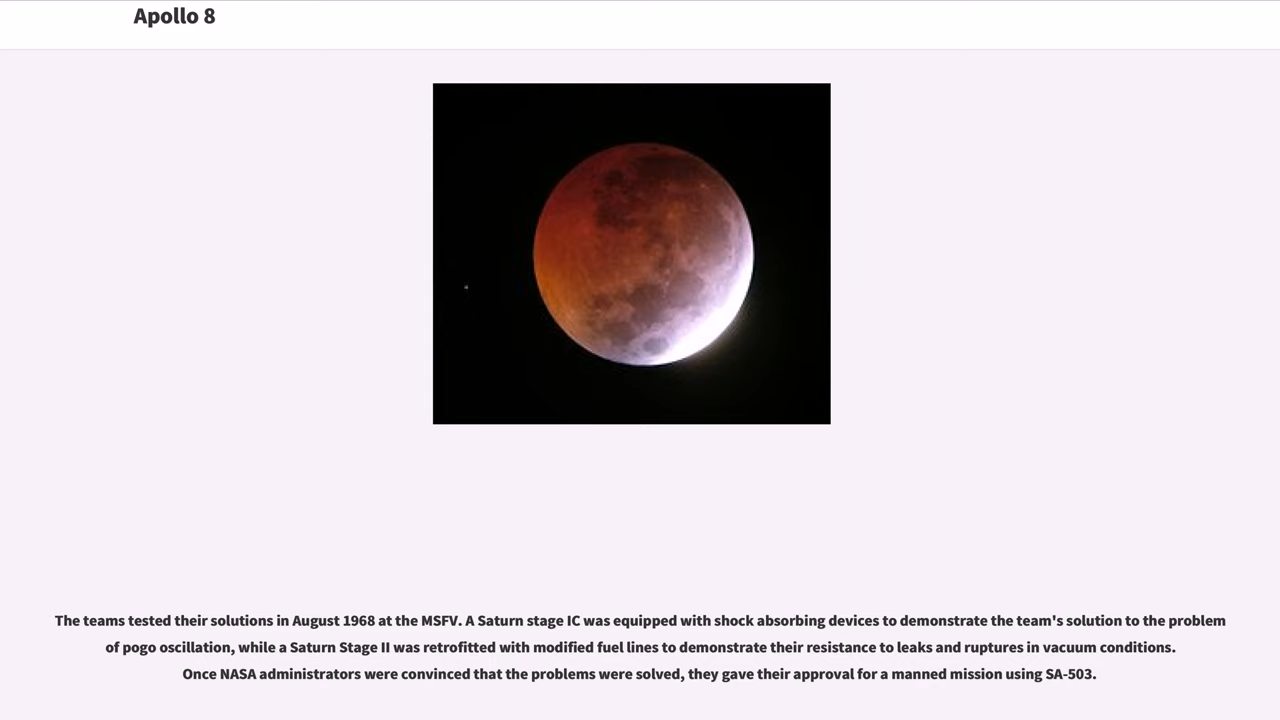 Apollo 8
The teams tested their solutions in August 1968 at the MSFV. A Saturn stage IC was equipped with shock absorbing devices to demonstrate the team's solution to the problem
of pogo oscillation, while a Saturn Stage II was retrofitted with modified fuel lines to demonstrate their resistance to leaks and ruptures in vacuum conditions.
Once NASA administrators were convinced that the problems were solved, they gave their approval for a manned mission using SA-503.